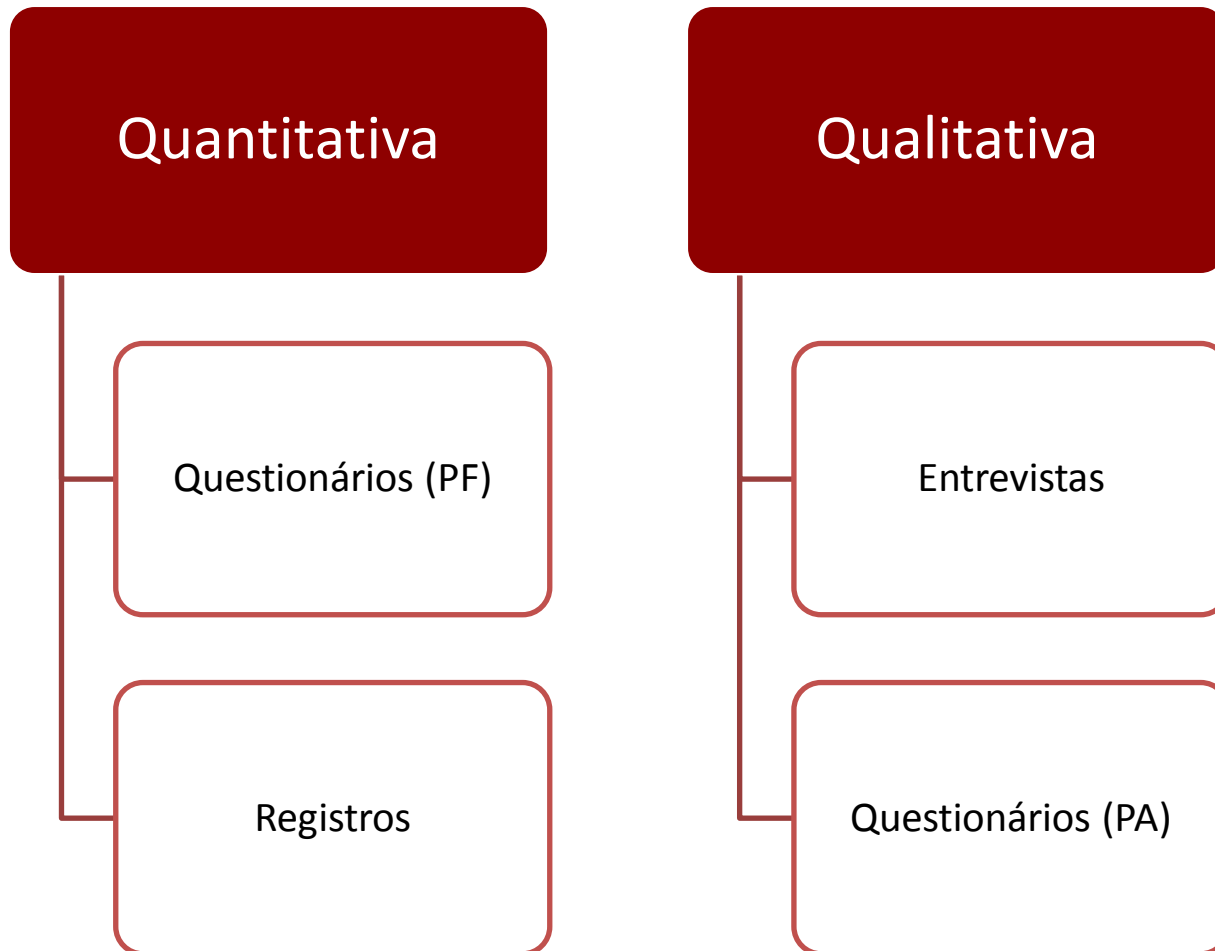 Quantitativa
Questionários (PF)
Registros
Qualitativa
Entrevistas
Questionários (PA)